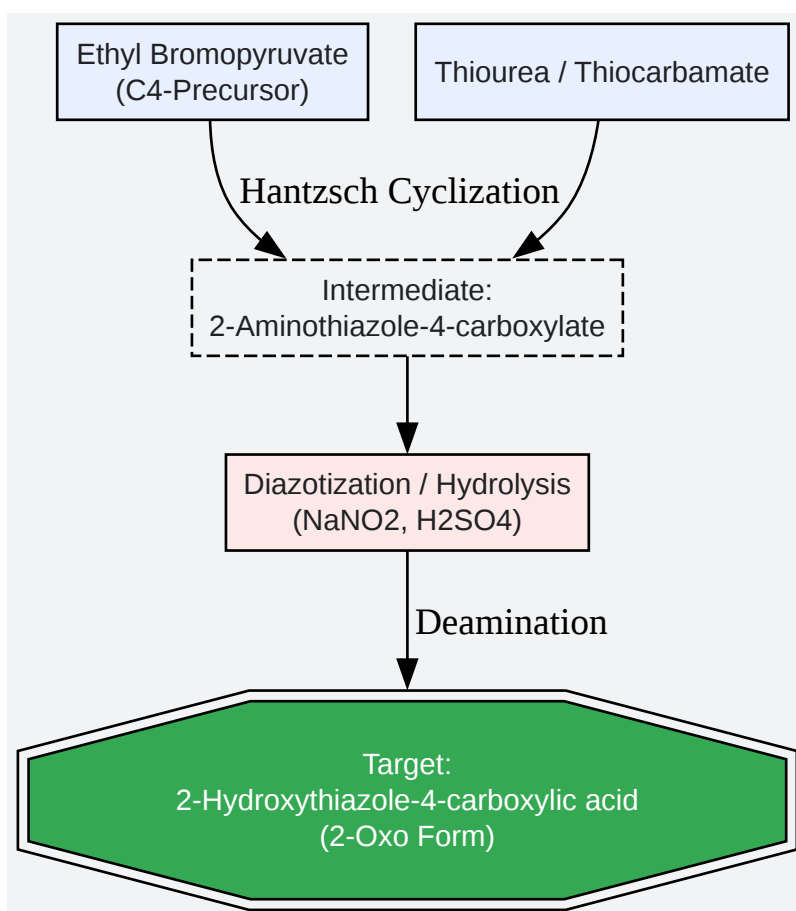 Ethyl Bromopyruvate
(C4-Precursor)
Thiourea / Thiocarbamate
Hantzsch Cyclization
Intermediate:
2-Aminothiazole-4-carboxylate
Diazotization / Hydrolysis
(NaNO2, H2SO4)
Deamination
Target:
2-Hydroxythiazole-4-carboxylic acid
(2-Oxo Form)